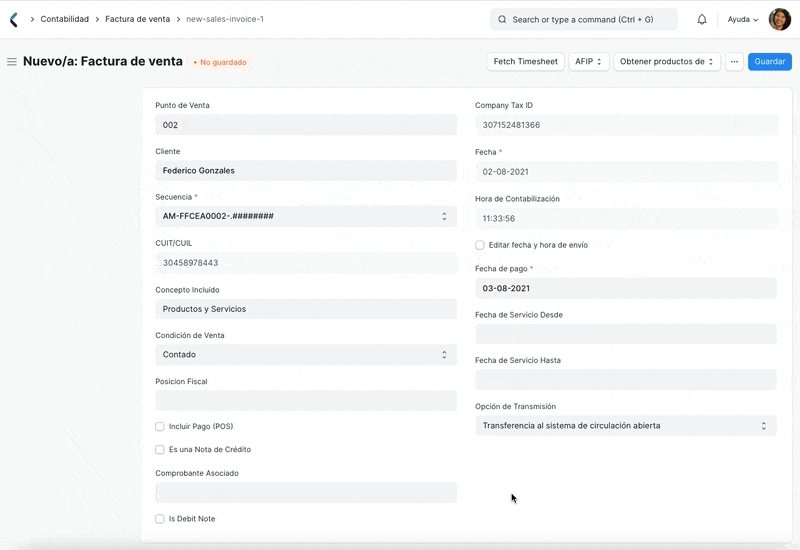 Contabilidad
Factura de venta
new-sales-invoice-1
Search or type a command (Ctrl + G)
Ayuda
Nuevo/a: Factura de venta
• No guardado
Fetch Timesheet
AFIP
Obtener productos de
···
Guardar
Punto de Venta
002
Cliente
Federico Gonzales
Secuencia *
AM-FFCEA0002-.########
CUIT/CUIL
30458978443
Concepto Incluido
Productos y Servicios
Condición de Venta
Contado
Posicion Fiscal
Incluir Pago (POS)
Es una Nota de Crédito
Comprobante Asociado
Is Debit Note
Company Tax ID
307152481366
Fecha *
02-08-2021
Hora de Contabilización
11:33:56
Editar fecha y hora de envío
Fecha de pago *
03-08-2021
Fecha de Servicio Desde
Fecha de Servicio Hasta
Opción de Transmisión
Transferencia al sistema de circulación abierta